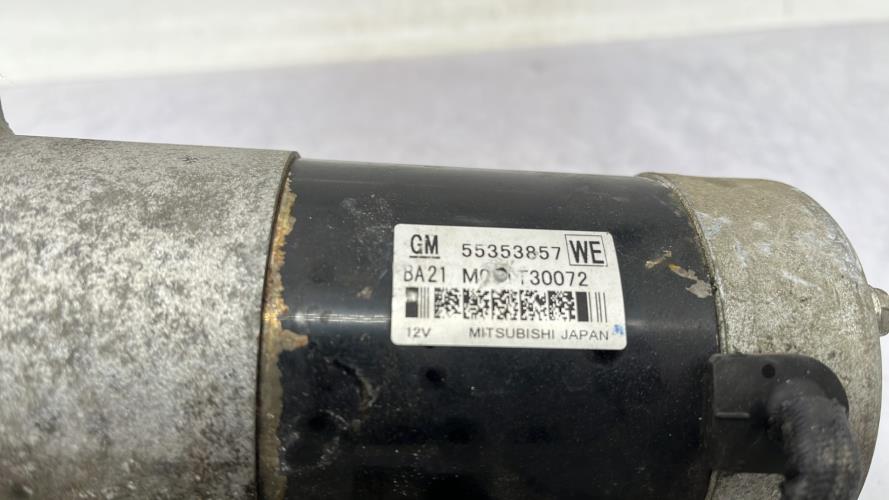 GM 55353857 WE
BA21
12V MITSUBISHI JAPAN